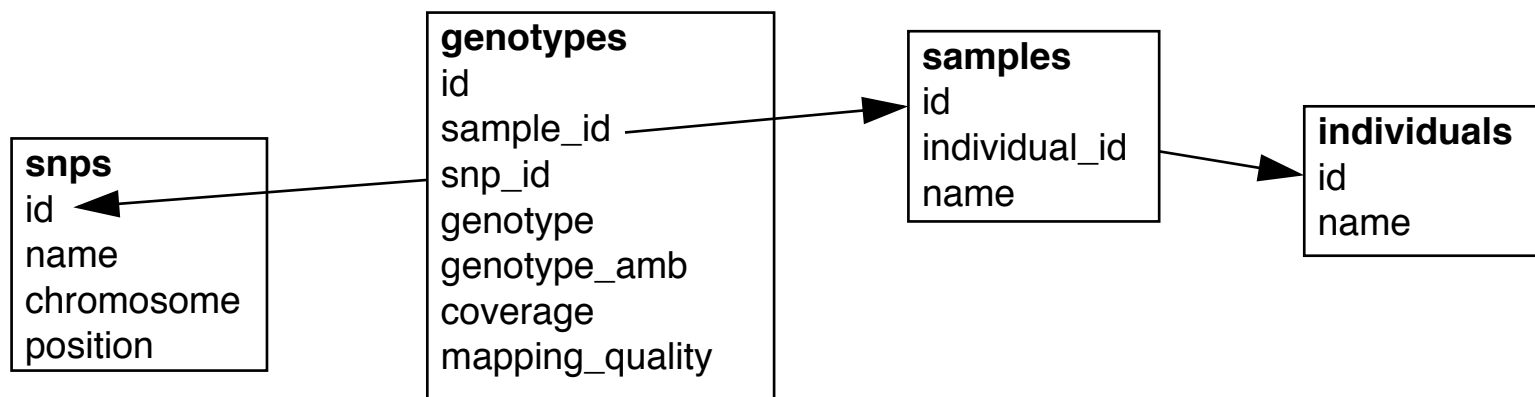 snps
id
name
chromosome
position
genotypes
id
sample_id
snp_id
genotype
genotype_amb
coverage
mapping_quality
samples
id
individual_id
name
individuals
id
name